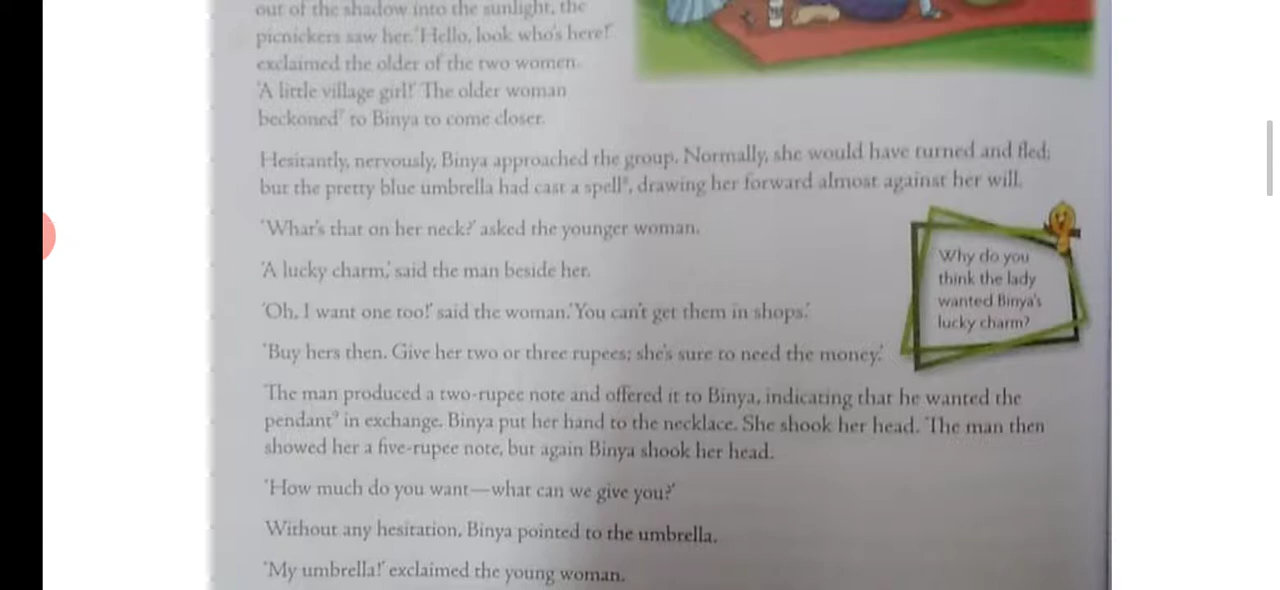 out of the shadow into the sunlight, the
picnickers saw her. 'Hello, look who's here!'
exclaimed the older of the two women.
'A little village girl!' The older woman
beckoned⁷ to Binya to come closer.
Hesitantly, nervously, Binya approached the group. Normally, she would have turned and fled;
but the pretty blue umbrella had cast a spell⁸, drawing her forward almost against her will.
'What's that on her neck?' asked the younger woman.
'A lucky charm,' said the man beside her.
'Oh, I want one too!' said the woman. 'You can't get them in shops.'
'Buy hers then. Give her two or three rupees; she's sure to need the money.'
Why do you
think the lady
wanted Binya's
lucky charm?
The man produced a two-rupee note and offered it to Binya, indicating that he wanted the
pendant⁹ in exchange. Binya put her hand to the necklace. She shook her head. The man then
showed her a five-rupee note, but again Binya shook her head.
'How much do you want—what can we give you?'
Without any hesitation, Binya pointed to the umbrella.
'My umbrella!' exclaimed the young woman.